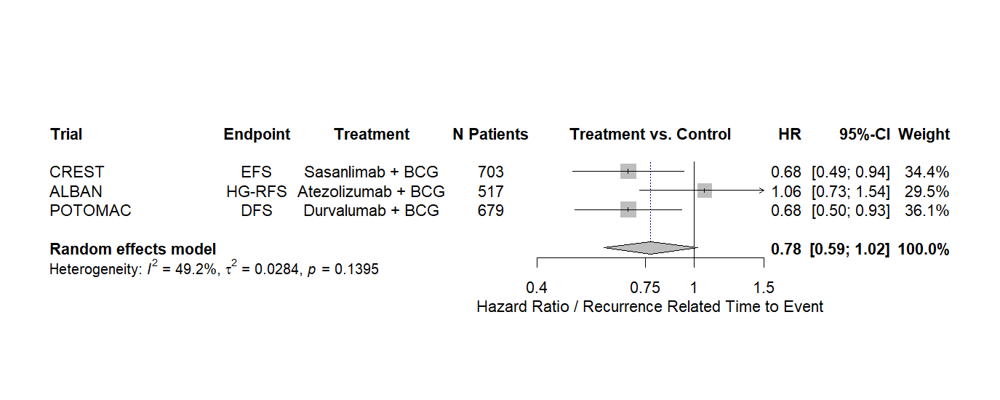 Trial Endpoint Treatment N Patients Treatment vs. Control HR 95%-CI Weight
CREST EFS Sasanlimab + BCG 703 0.68 [0.49; 0.94] 34.4%
ALBAN HG-RFS Atezolizumab + BCG 517 1.06 [0.73; 1.54] 29.5%
POTOMAC DFS Durvalumab + BCG 679 0.68 [0.50; 0.93] 36.1%
Random effects model 0.78 [0.59; 1.02] 100.0%
Heterogeneity: I² = 49.2%, τ² = 0.0284, p = 0.1395
0.4 0.75 1 1.5
Hazard Ratio / Recurrence Related Time to Event